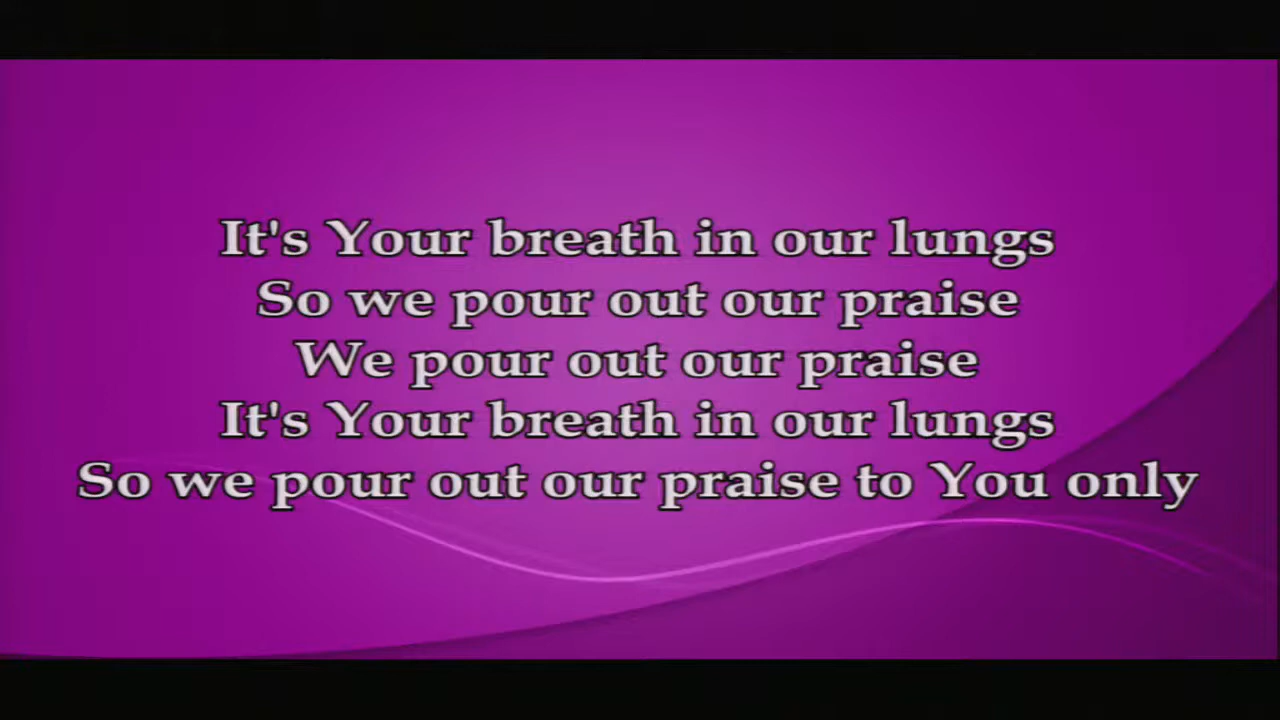 It's Your breath in our lungs
So we pour out our praise
We pour out our praise
It's Your breath in our lungs
So we pour out our praise to You only